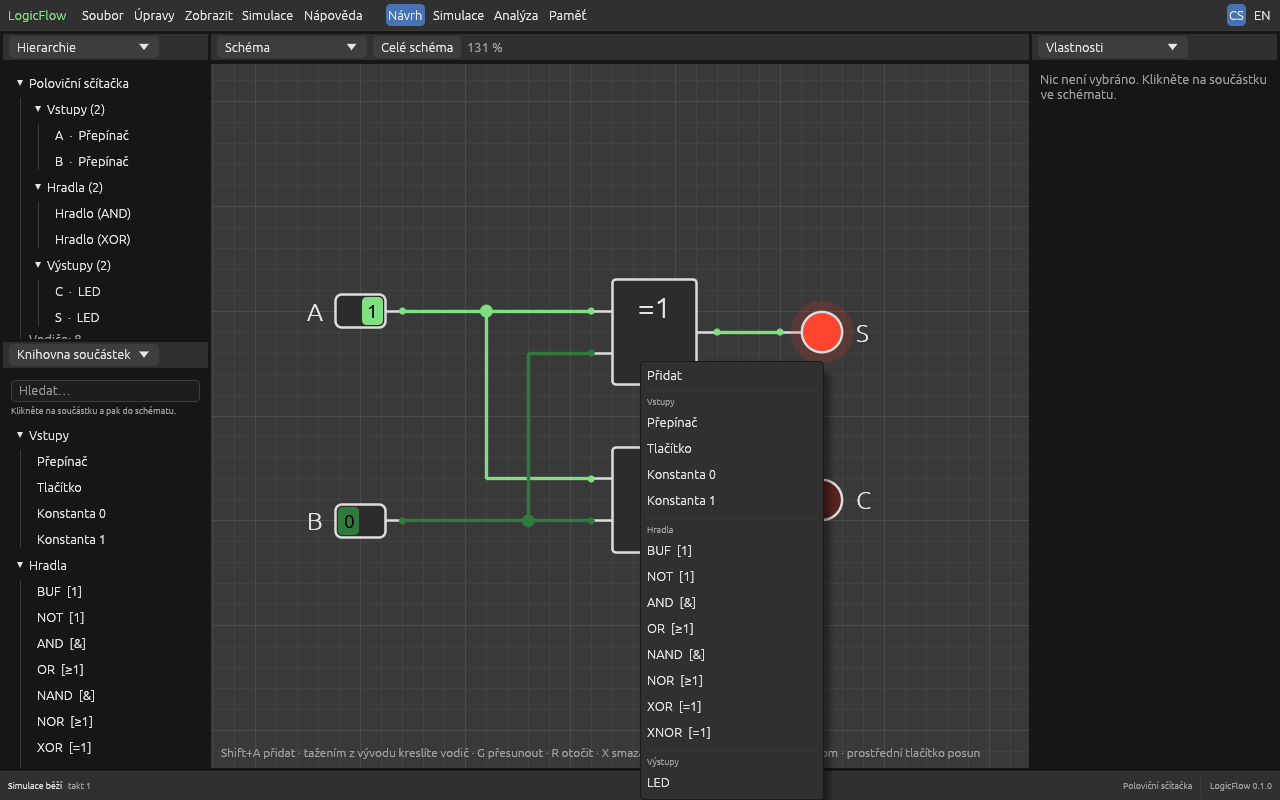 LogicFlow Soubor Úpravy Zobrazit Simulace Nápověda Návrh Simulace Analýza Paměť CS EN
Hierarchie
Poloviční sčítačka
Vstupy (2)
A · Přepínač
B · Přepínač
Hradla (2)
Hradlo (AND)
Hradlo (XOR)
Výstupy (2)
C · LED
S · LED
Vodiče: 8
Knihovna součástek
Hledat…
Klikněte na součástku a pak do schématu.
Vstupy
Přepínač
Tlačítko
Konstanta 0
Konstanta 1
Hradla
BUF [1]
NOT [1]
AND [&]
OR [≥1]
NAND [&]
NOR [≥1]
XOR [=1]
Schéma Celé schéma 131 %
A 1
=1
S
B 0
C
Přidat
Vstupy
Přepínač
Tlačítko
Konstanta 0
Konstanta 1
Hradla
BUF [1]
NOT [1]
AND [&]
OR [≥1]
NAND [&]
NOR [≥1]
XOR [=1]
XNOR [=1]
Výstupy
LED
Shift+A přidat · tažením z vývodu kreslíte vodič · G přesunout · R otočit · X smaza
· prostřední tlačítko posun
Vlastnosti
Nic není vybráno. Klikněte na součástku
ve schématu.
Simulace běží takt 1
Poloviční sčítačka LogicFlow 0.1.0